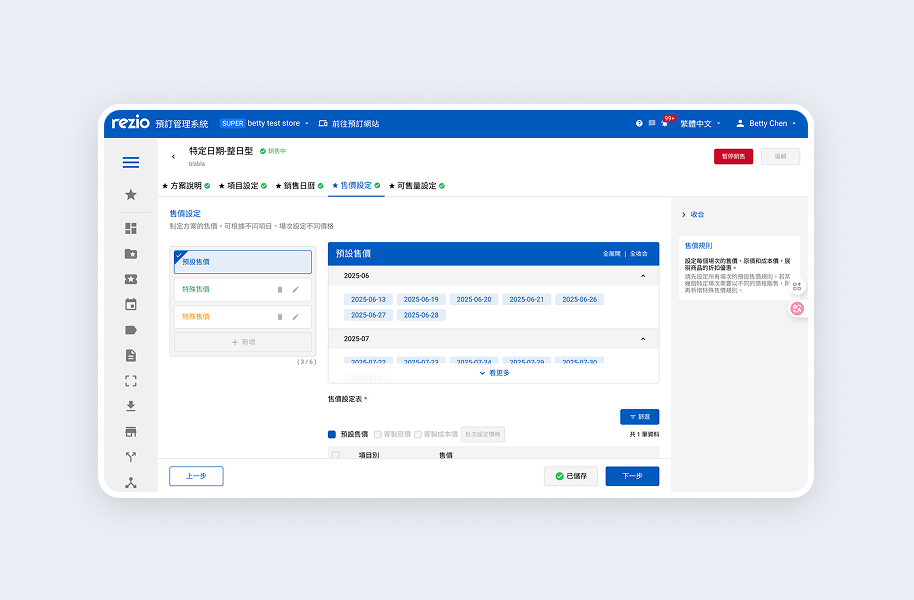 rezio 預訂管理系統 SUPER betty test store 前往預訂網站 99+ 繁體中文 Betty Chen
特定日期-整日型 銷售中
blabla
暫停銷售 編輯
方案說明 項目設定 銷售日曆 售價設定 可售量設定
售價設定
制定方案的售價，可根據不同項目、場次設定不同價格
預設售價
特殊售價
特殊售價
新增
( 3 / 6 )
預設售價 全展開 | 全收合
2025-06
2025-06-13 2025-06-19 2025-06-20 2025-06-21 2025-06-26
2025-06-27 2025-06-28
2025-07
2025-07-22 2025-07-23 2025-07-24 2025-07-29 2025-07-30
2025-07-31
看更多
售價設定表 *
篩選
預設售價 客製原價 客製成本價 批次設定價格
共 1 筆資料
項目別 售價
上一步 已儲存 下一步
收合
售價規則
設定每個場次的售價、原價和成本價，展
現商品的折扣優惠。
請先設定所有場次的預設售價規則。若某
幾個特定場次需要以不同的價格販售，則
再新增特殊售價規則。